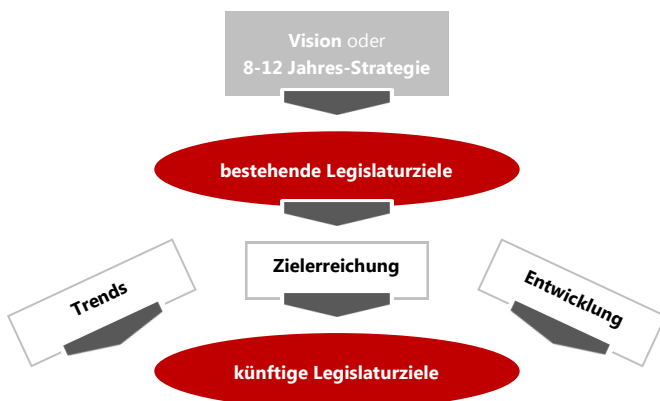 Vision oder
8-12 Jahres-Strategie
bestehende Legislaturziele
Trends
Zielerreichung
Entwicklung
künftige Legislaturziele